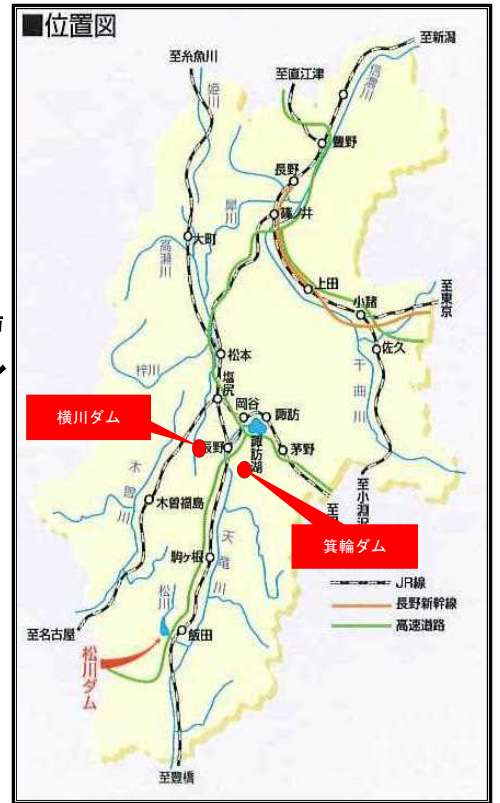 ■位置図
至新潟
至糸魚川
至直江津
信濃川
姫川
豊野
長野
犀川
篠ノ井
大町
高瀬川
上田
小諸
至東京
佐久
松本
梓川
千曲川
塩尻
岡谷
諏訪
横川ダム
辰野
諏訪湖
茅野
至小淵沢
木曽川
木曽福島
箕輪ダム
天竜川
駒ヶ根
JR線
松川
長野新幹線
至名古屋
飯田
高速道路
松川ダム
至豊橋